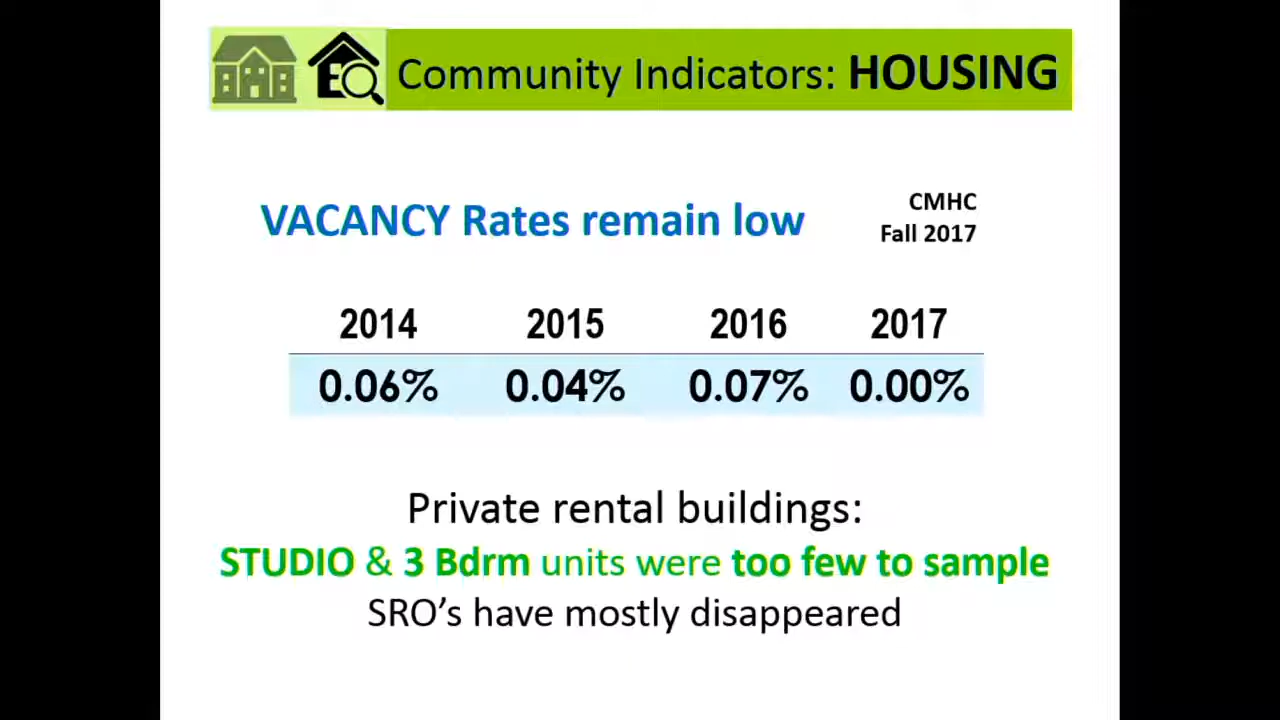 Community Indicators: HOUSING
VACANCY Rates remain low
CMHC
Fall 2017
2014 2015 2016 2017
0.06% 0.04% 0.07% 0.00%
Private rental buildings:
STUDIO & 3 Bdrm units were too few to sample
SRO’s have mostly disappeared